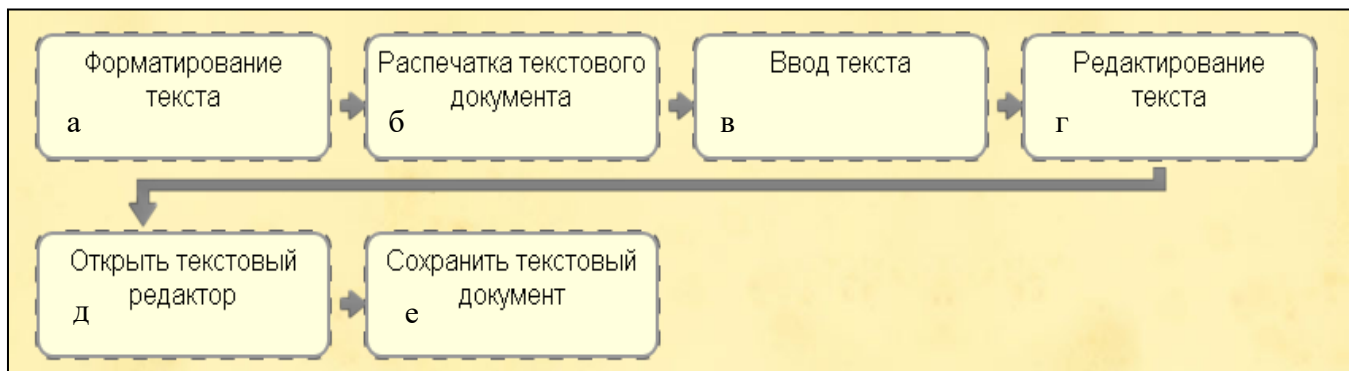 Форматирование
текста
а
Распечатка текстового
документа
б
Ввод текста
в
Редактирование
текста
г
Открыть текстовый
редактор
д
Сохранить текстовый
документ
е